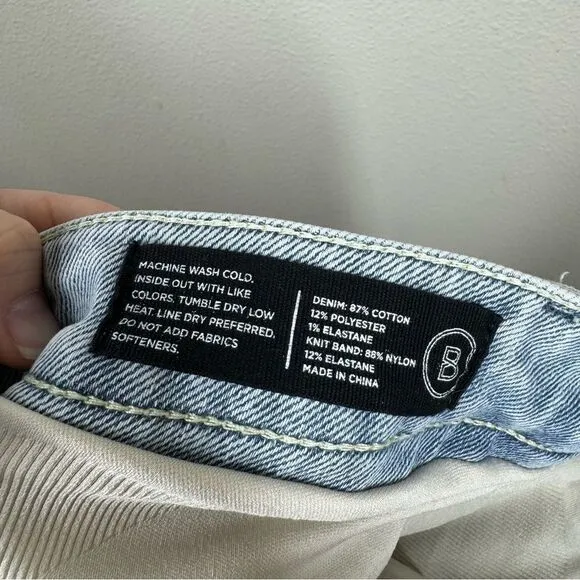 MACHINE WASH COLD.
INSIDE OUT WITH LIKE
COLORS. TUMBLE DRY LOW
HEAT. LINE DRY PREFERRED.
DO NOT ADD FABRICS
SOFTENERS.
DENIM: 87% COTTON
12% POLYESTER
1% ELASTANE
KNIT BAND: 88% NYLON
12% ELASTANE
MADE IN CHINA
B